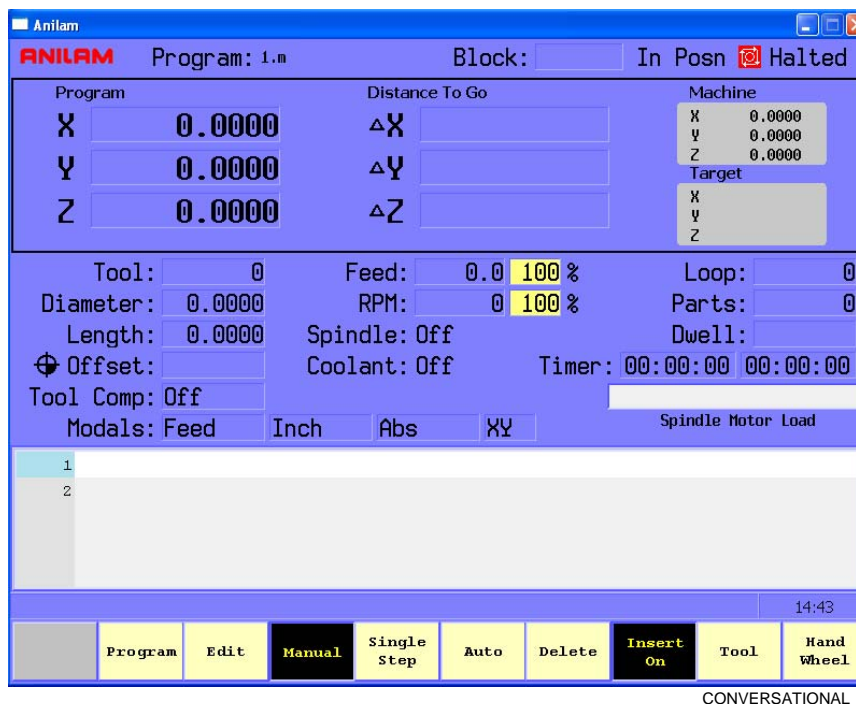 Anilam
ANILAM Program: 1.m Block: In Posn Halted
Program Distance To Go Machine
X 0.0000 ΔX X 0.0000
Y 0.0000 ΔY Y 0.0000
Z 0.0000 ΔZ Z 0.0000
Target
X
Y
Z
Tool: 0 Feed: 0.0 100 % Loop: 0
Diameter: 0.0000 RPM: 0 100 % Parts: 0
Length: 0.0000 Spindle: Off Dwell:
Offset: Coolant: Off Timer: 00:00:00 00:00:00
Tool Comp: Off
Modals: Feed Inch Abs XY Spindle Motor Load
1
2
14:43
Program Edit Manual Single Step Auto Delete Insert On Tool Hand Wheel
CONVERSATIONAL